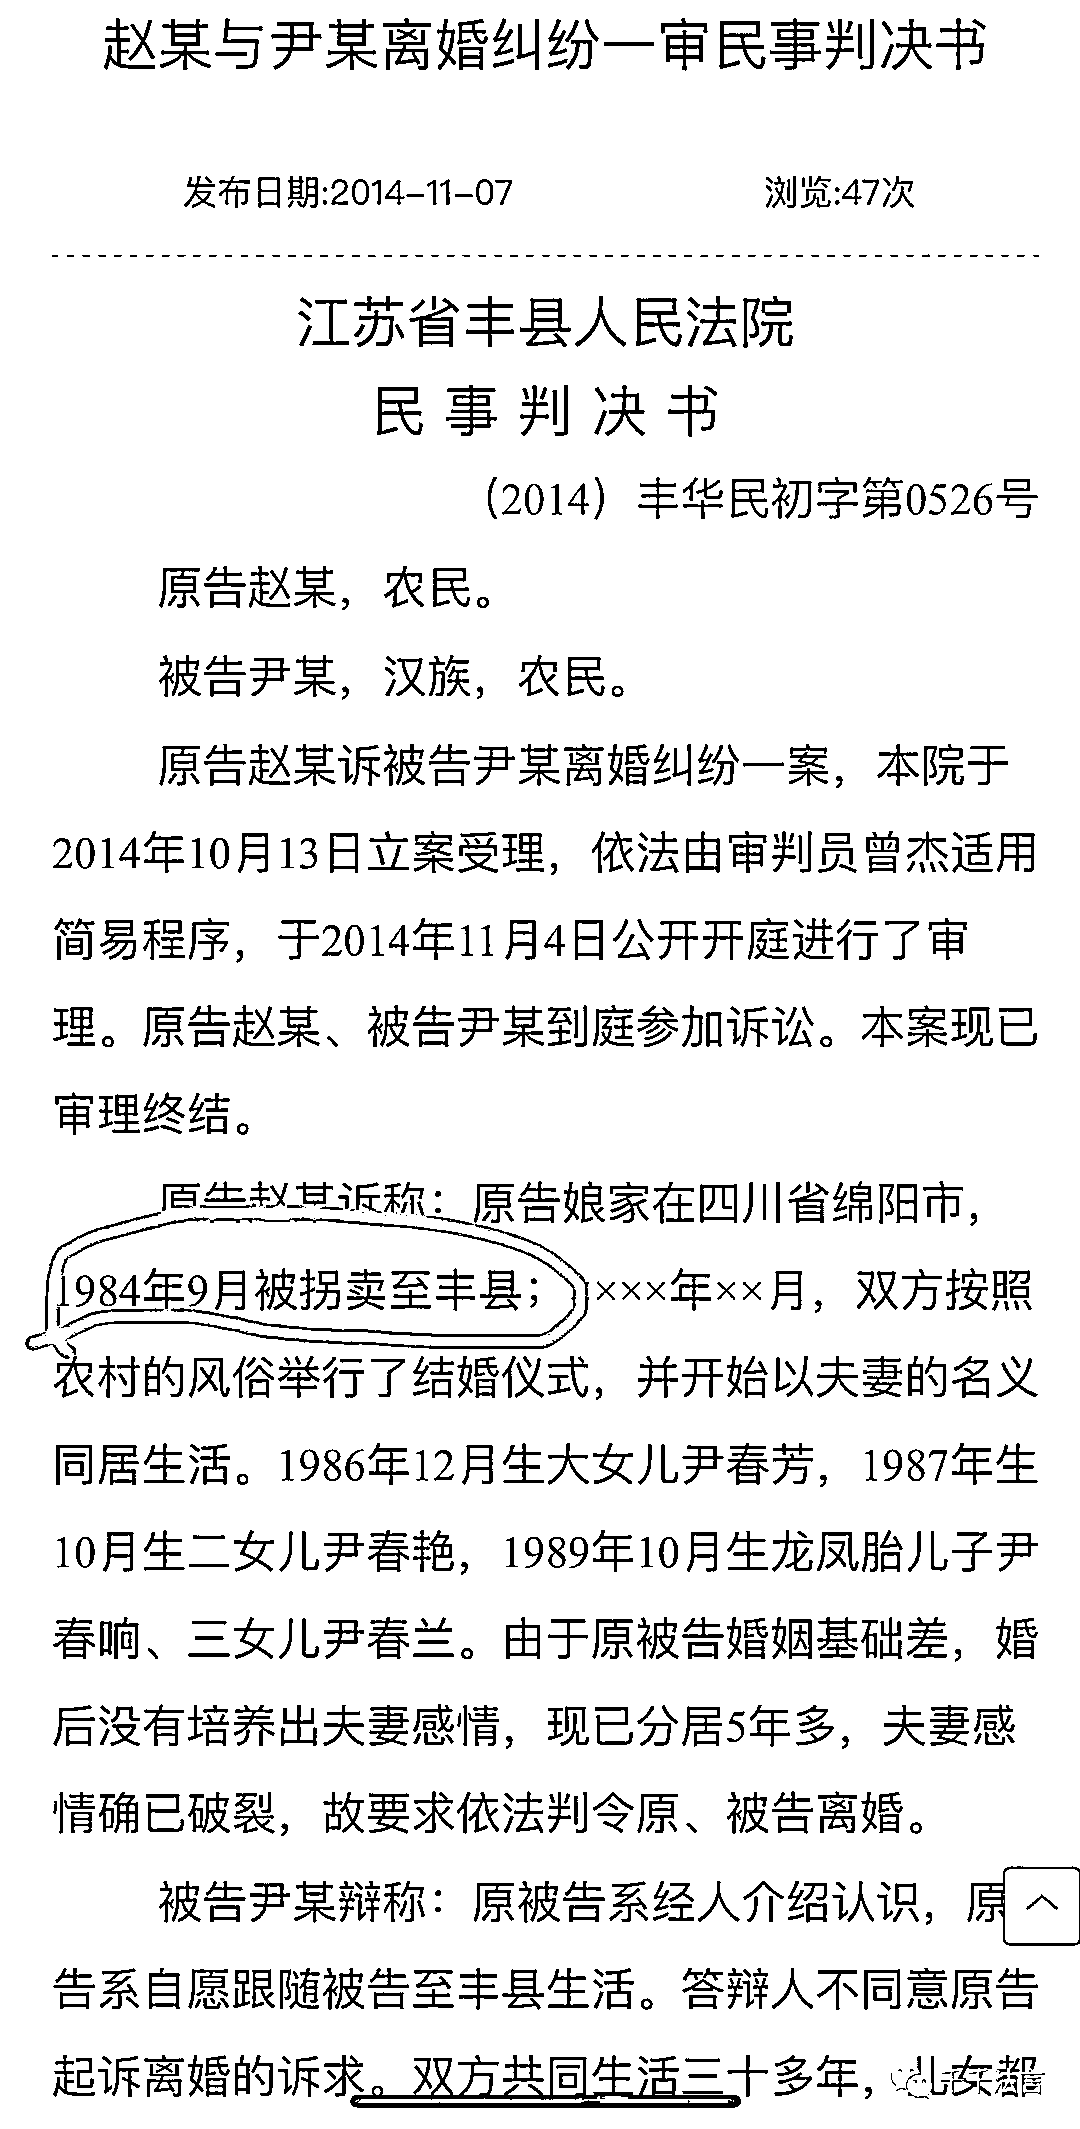 赵某与尹某离婚纠纷一审民事判决书
发布日期:2014-11-07 浏览:47次
江苏省丰县人民法院
民事判决书
（2014）丰华民初字第0526号
原告赵某，农民。
被告尹某，汉族，农民。
原告赵某诉被告尹某离婚纠纷一案，本院于
2014年10月13日立案受理，依法由审判员曾杰适用
简易程序，于2014年11月4日公开开庭进行了审
理。原告赵某、被告尹某到庭参加诉讼。本案现已
审理终结。
原告赵某诉称：原告娘家在四川省绵阳市，
1984年9月被拐卖至丰县；×××年××月，双方按照
农村的风俗举行了结婚仪式，并开始以夫妻的名义
同居生活。1986年12月生大女儿尹春芳，1987年生
10月生二女儿尹春艳，1989年10月生龙凤胎儿子尹
春响、三女儿尹春兰。由于原被告婚姻基础差，婚
后没有培养出夫妻感情，现已分居5年多，夫妻感
情确已破裂，故要求依法判令原、被告离婚。
被告尹某辩称：原被告系经人介绍认识，原
告系自愿跟随被告至丰县生活。答辩人不同意原告
起诉离婚的诉求。双方共同生活三十多年，儿女都